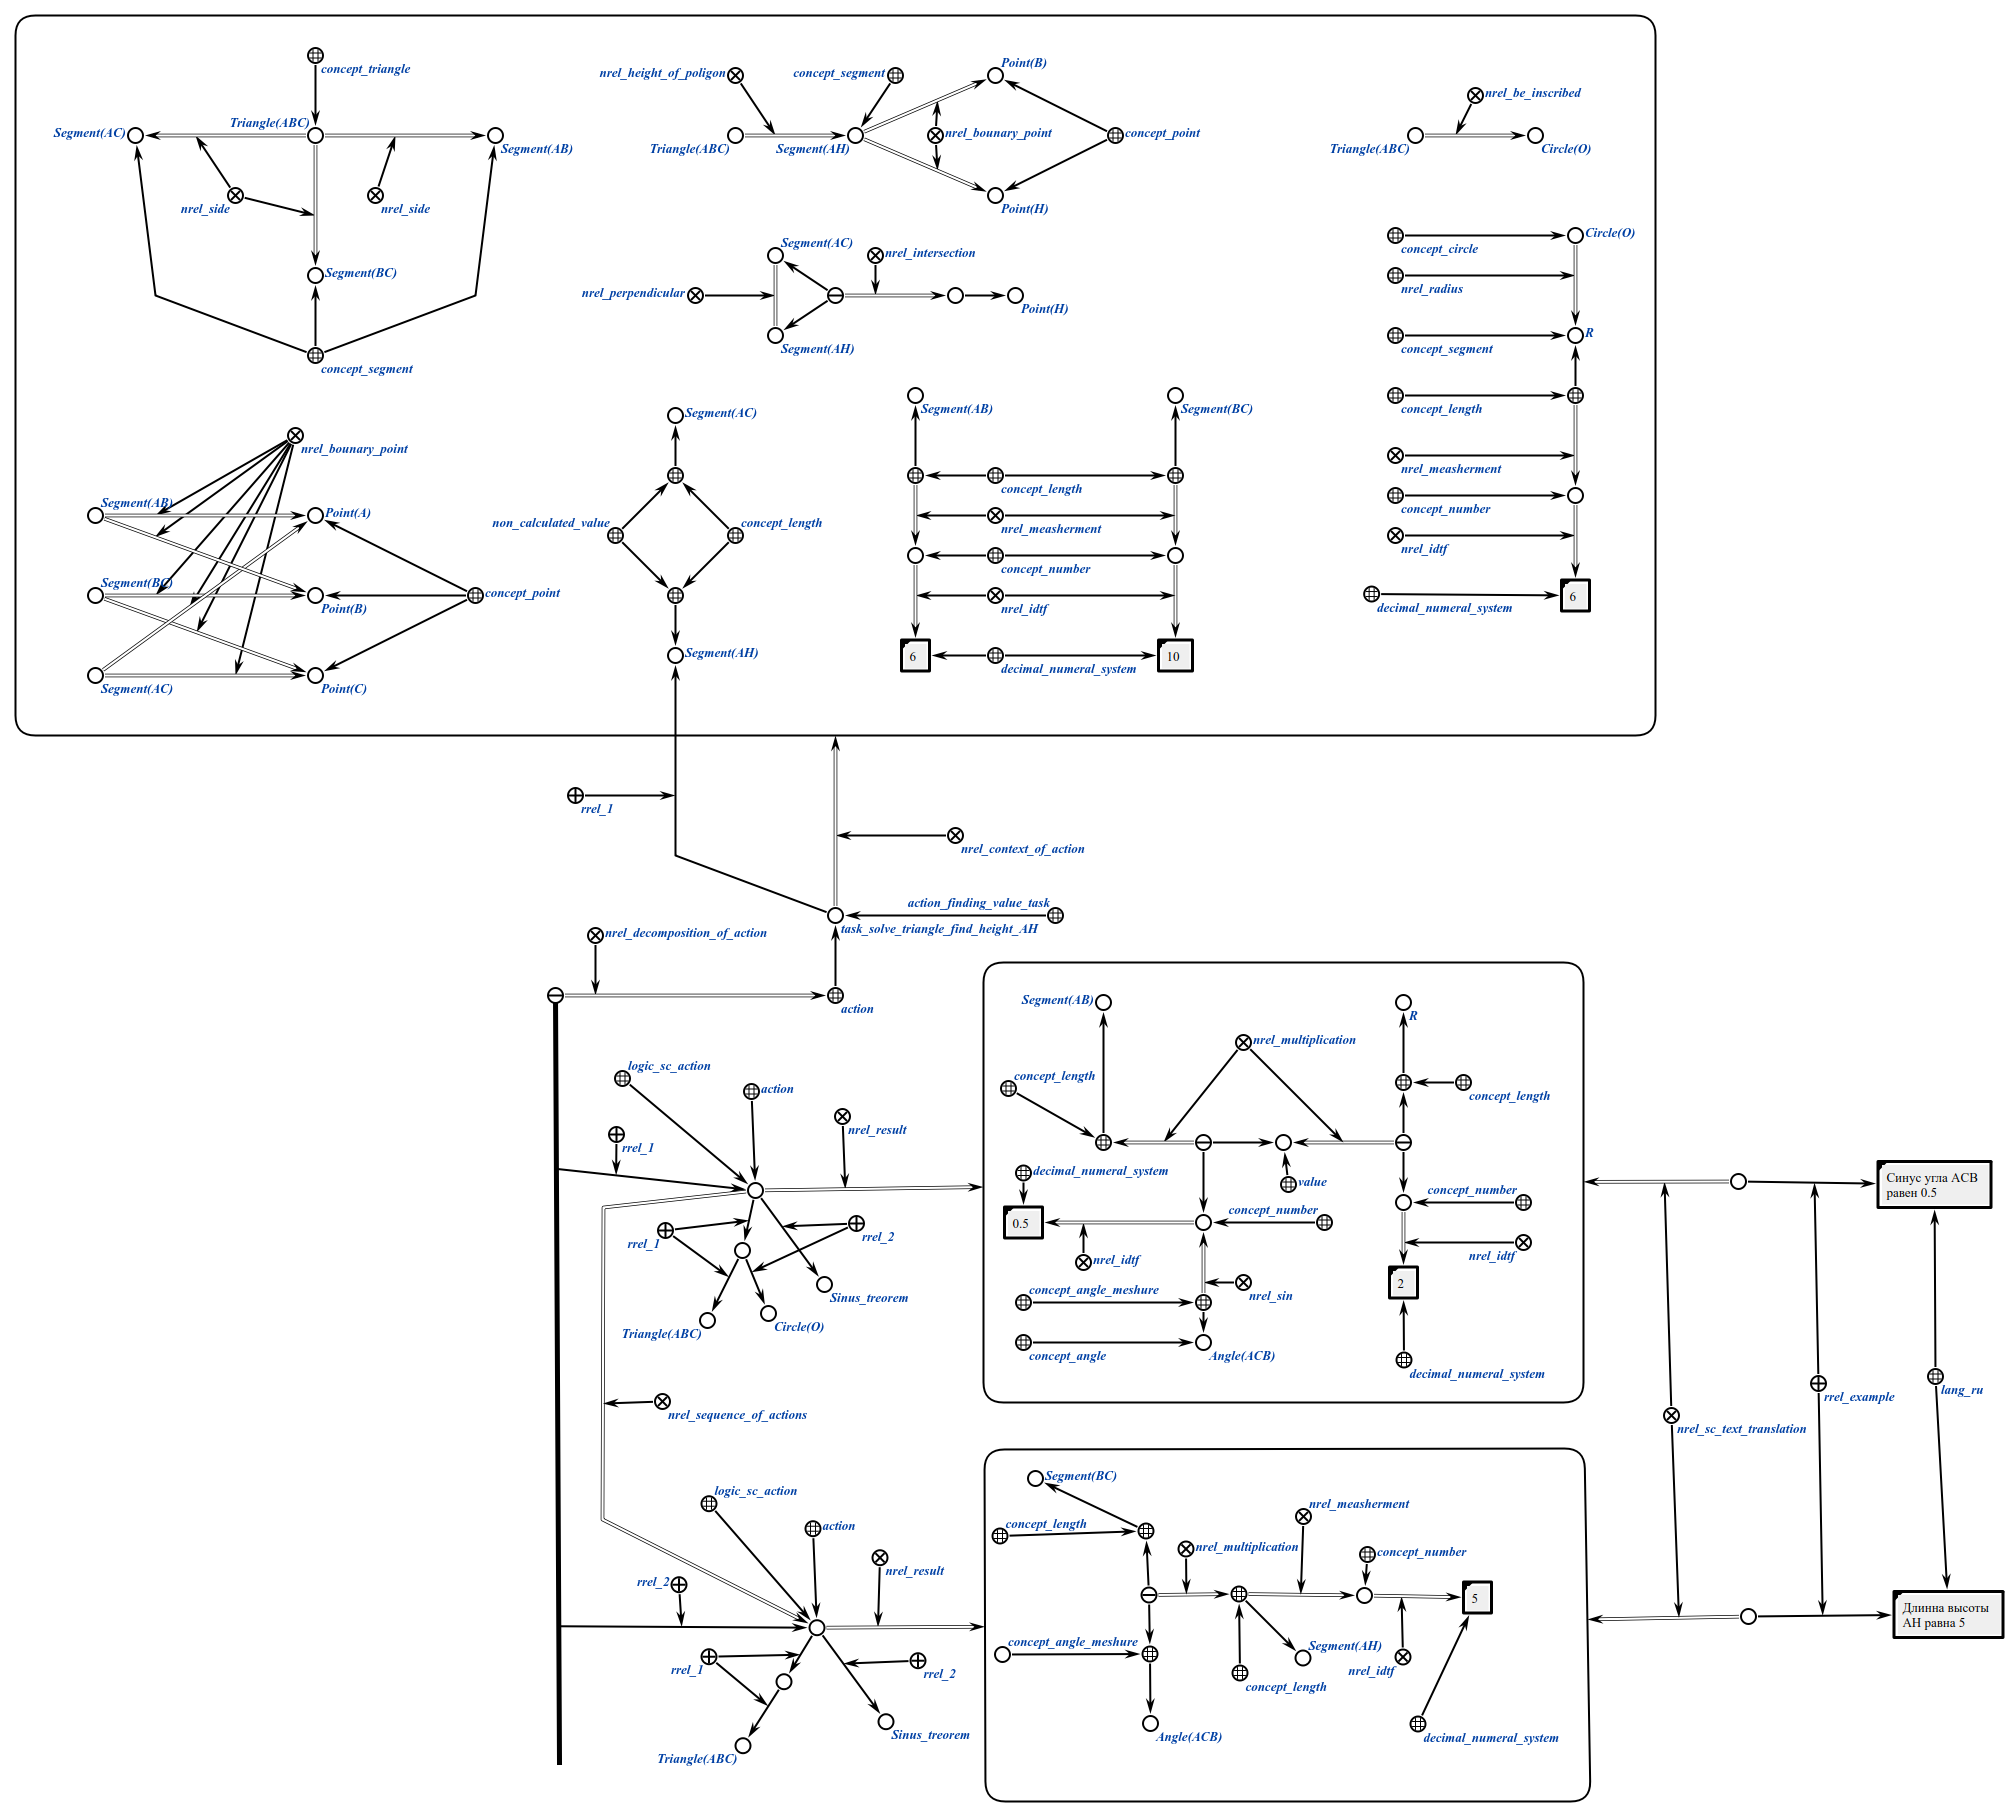 concept_triangle
Segment(AC)
Triangle(ABC)
Segment(AB)
nrel_side
nrel_side
Segment(BC)
concept_segment
nrel_height_of_poligon
concept_segment
Point(B)
Triangle(ABC)
Segment(AH)
nrel_bounary_point
concept_point
Point(H)
nrel_be_inscribed
Triangle(ABC)
Circle(O)
Segment(AC)
nrel_intersection
nrel_perpendicular
Point(H)
Segment(AH)
Circle(O)
concept_circle
nrel_radius
R
concept_segment
concept_length
nrel_measherment
concept_number
nrel_idtf
6
decimal_numeral_system
nrel_bounary_point
Segment(AB)
Point(A)
Segment(BC)
Point(B)
concept_point
Segment(AC)
Point(C)
Segment(AC)
non_calculated_value
concept_length
Segment(AH)
Segment(AB)
Segment(BC)
concept_length
nrel_measherment
concept_number
nrel_idtf
6
10
decimal_numeral_system
rrel_1
nrel_context_of_action
action_finding_value_task
task_solve_triangle_find_height_AH
nrel_decomposition_of_action
action
logic_sc_action
action
nrel_result
rrel_1
rrel_1
rrel_2
Sinus_treorem
Triangle(ABC)
Circle(O)
nrel_sequence_of_actions
Segment(AB)
R
nrel_multiplication
concept_length
concept_length
decimal_numeral_system
value
concept_number
concept_number
0.5
nrel_idtf
nrel_idtf
concept_angle_meshure
nrel_sin
2
concept_angle
Angle(ACB)
decimal_numeral_system
Синус угла АСВ
равен 0.5
lang_ru
rrel_example
nrel_sc_text_translation
logic_sc_action
action
nrel_result
rrel_2
rrel_1
rrel_2
Sinus_treorem
Triangle(ABC)
Segment(BC)
concept_length
nrel_measherment
nrel_multiplication
concept_number
5
concept_angle_meshure
Segment(AH)
nrel_idtf
concept_length
Angle(ACB)
decimal_numeral_system
Длинна высоты
АН равна 5